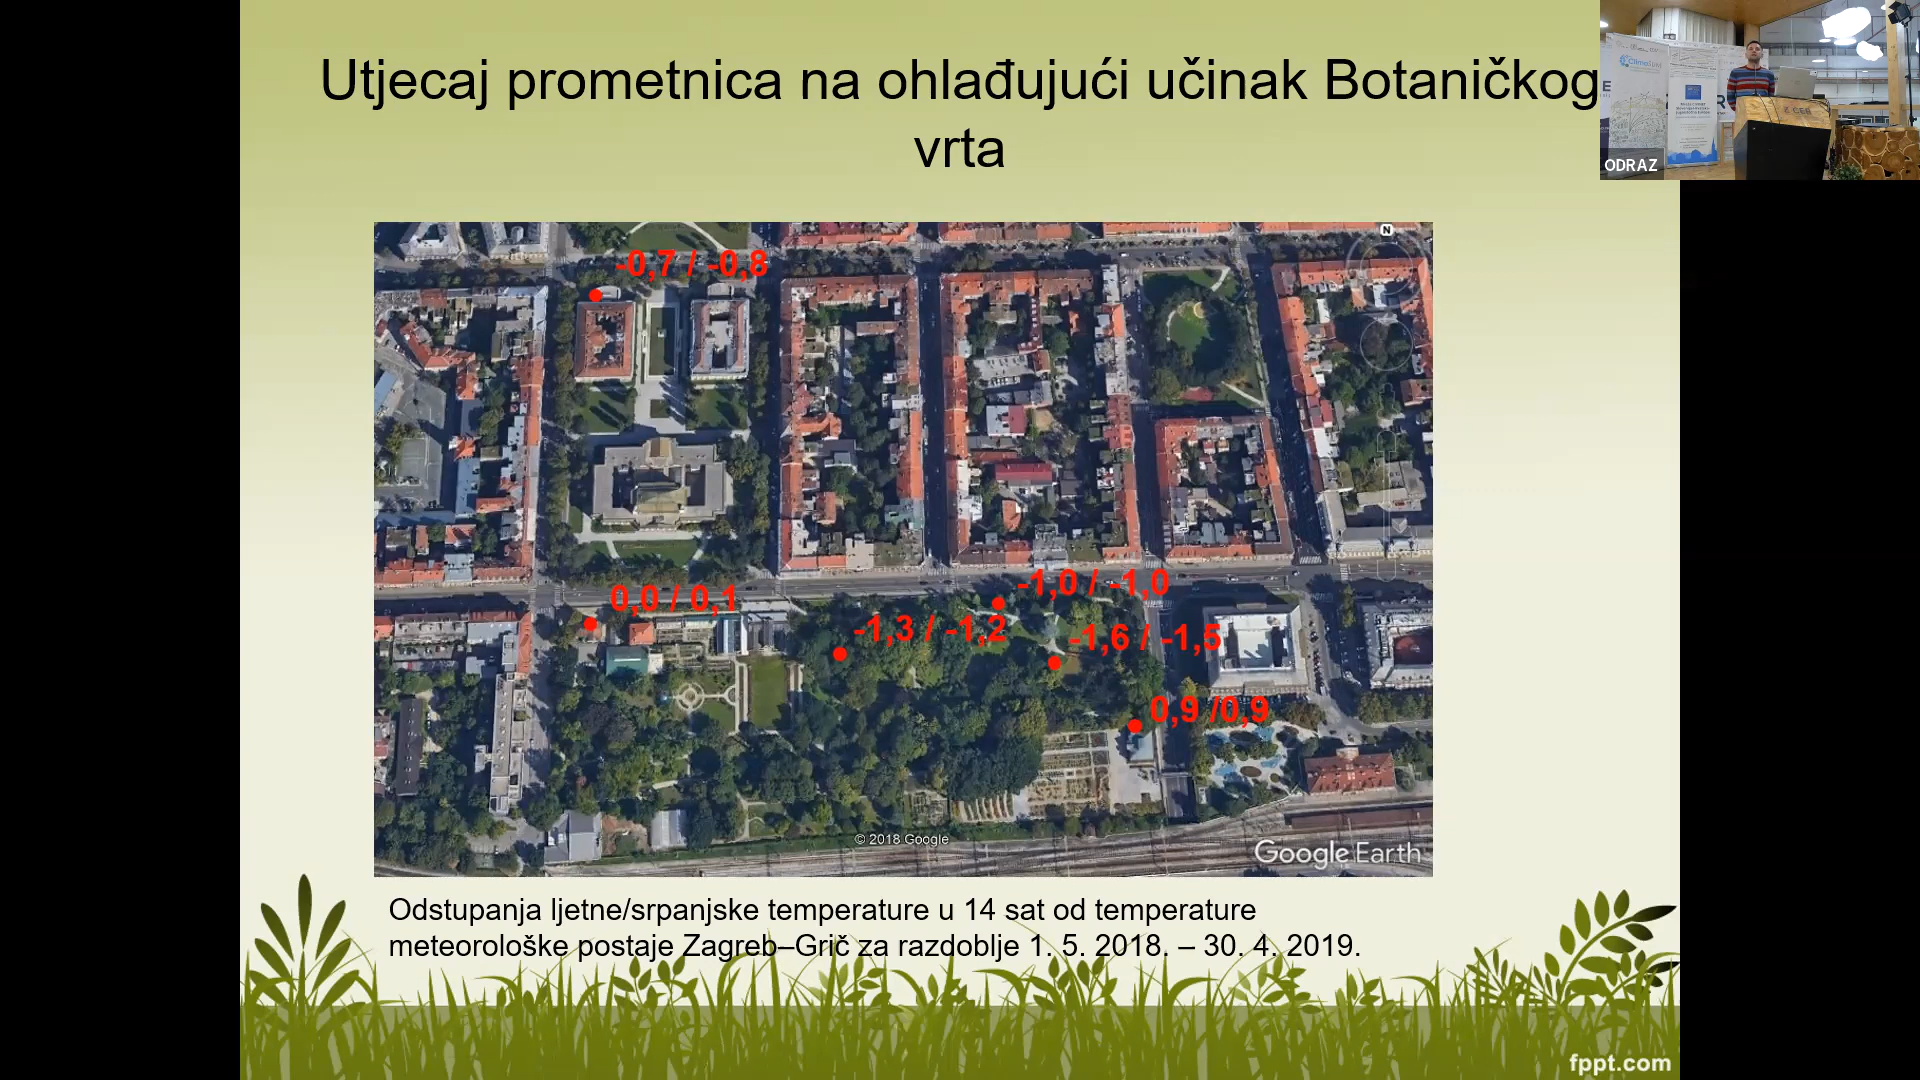 Utjecaj prometnica na ohlađujući učinak Botaničkog
vrta
ODRAZ
N
-0,7 / -0,8
0,0 / 0,1
-1,0 / -1,0
-1,3 / -1,2
-1,6 / -1,5
0,9 /0,9
© 2018 Google
Google Earth
Odstupanja ljetne/srpanjske temperature u 14 sat od temperature
meteorološke postaje Zagreb–Grič za razdoblje 1. 5. 2018. – 30. 4. 2019.
fppt.com